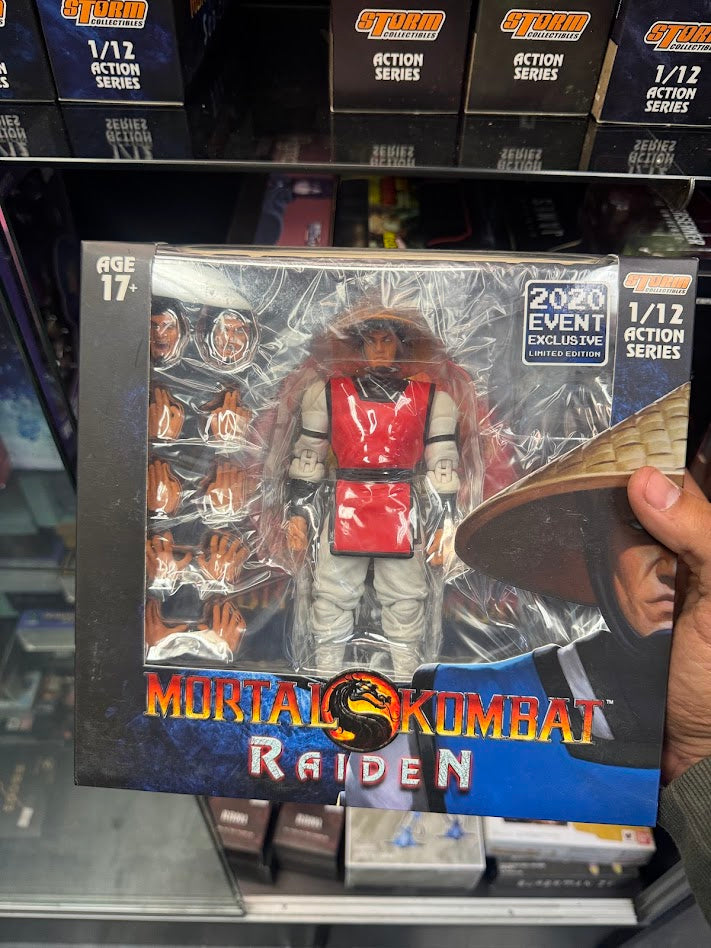 STORM
COLLECTIBLES
1/12
ACTION
SERIES
STORM
COLLECTIBLES
ACTION
SERIES
STORM
COLLECTIBLES
ACTION
SERIES
STORM
COLLECTIBLES
1/12
ACTION
SERIES
AGE
17+
2020
EVENT
EXCLUSIVE
LIMITED EDITION
STORM
COLLECTIBLES
1/12
ACTION
SERIES
MORTAL KOMBAT™
RAIDEN